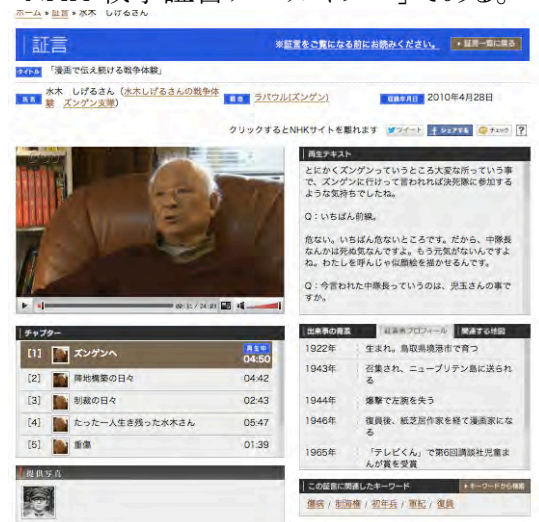 「NHK 戦争証言アーカイブス」である。
ホーム » 証言 » 水木 しげるさん
証言
※証言をご覧になる前にお読みください。
証言一覧に戻る
タイトル 「漫画で伝え続ける戦争体験」
氏名 水木 しげるさん（水木しげるさんの戦争体験 ズンゲン支隊）
戦地 ラバウル(ズンゲン)
収録年月日 2010年4月28日
クリックするとNHKサイトを離れます
ツイート
シェアする
チェック
?
再生テキスト
とにかくズンゲンっていうところ大変な所っていう事
で、ズンゲンに行けって言われれば決死隊に参加する
ような気持ちでしたね。
Q：いちばん前線。
危ない。いちばん危ないところです。だから、中隊長
なんかは死ぬ気なんですよ。もう元気がないんですよ
ね。わたしを呼んじゃ似顔絵を描かせるんです。
Q：今言われた中隊長っていうのは、児玉さんの事で
すか。
チャプター
[1] ズンゲンへ 再生中 04:50
[2] 陣地構築の日々 04:42
[3] 制裁の日々 02:43
[4] たった一人生き残った水木さん 05:47
[5] 重傷 01:39
提供写真
出来事の背景
証言者プロフィール
関連する地図
1922年 生まれ。鳥取県境港市で育つ
1943年 召集され、ニューブリテン島に送られ
る
1944年 爆撃で左腕を失う
1946年 復員後、紙芝居作家を経て漫画家にな
る
1965年 「テレビくん」で第6回講談社児童ま
んが賞を受賞
この証言に関連したキーワード
キーワードから検索
傷病 / 制海権 / 初年兵 / 軍紀 / 復員